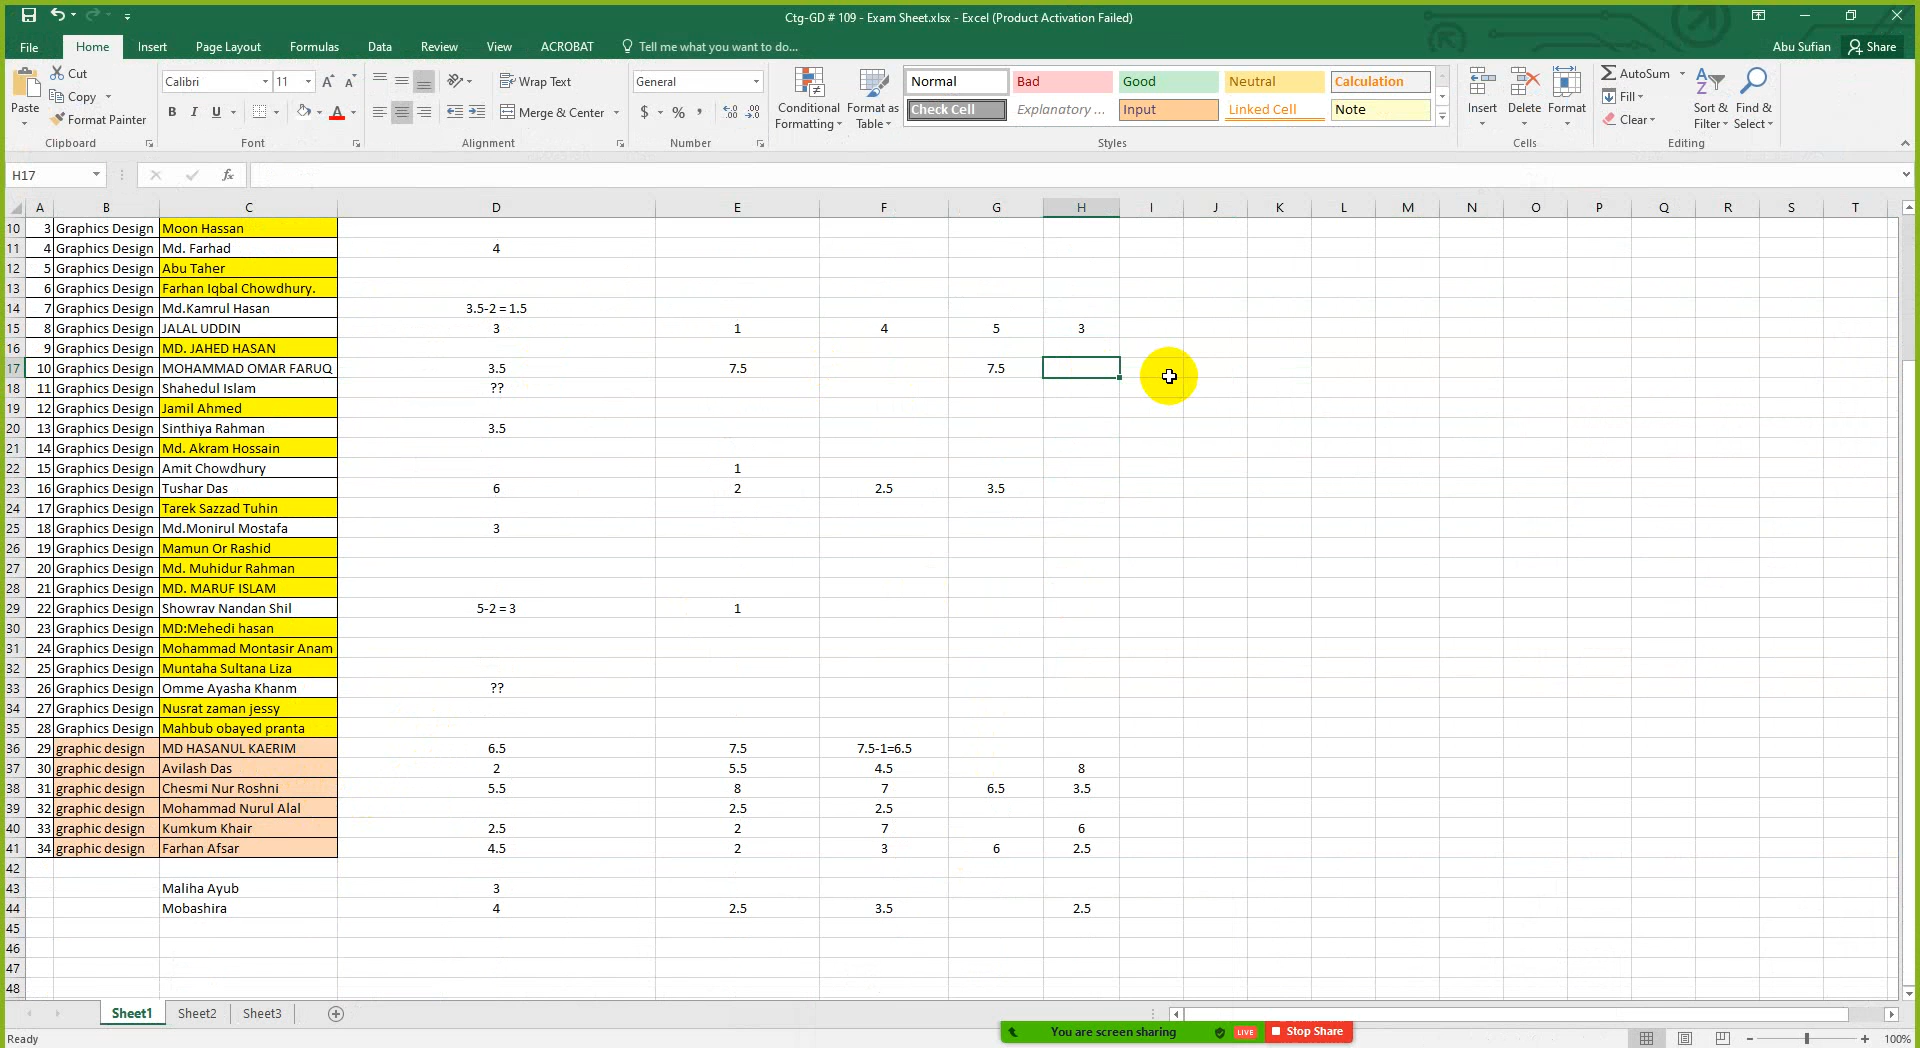 Ctg-GD # 109 - Exam Sheet.xlsx - Excel (Product Activation Failed)
File Home Insert Page Layout Formulas Data Review View ACROBAT Tell me what you want to do... Abu Sufian Share
Paste Cut Copy Format Painter
Calibri 11
B I U A
Wrap Text
Merge & Center
General
$ % ,
Conditional Formatting Format as Table
Normal Bad Good Neutral Calculation
Check Cell Explanatory ... Input Linked Cell Note
Insert Delete Format
AutoSum Fill Clear Sort & Filter Find & Select
Clipboard Font Alignment Number Styles Cells Editing
H17 fx
A B C D E F G H I J K L M N O P Q R S T
10 3 Graphics Design Moon Hassan
11 4 Graphics Design Md. Farhad 4
12 5 Graphics Design Abu Taher
13 6 Graphics Design Farhan Iqbal Chowdhury.
14 7 Graphics Design Md.Kamrul Hasan 3.5-2 = 1.5
15 8 Graphics Design JALAL UDDIN 3 1 4 5 3
16 9 Graphics Design MD. JAHED HASAN
17 10 Graphics Design MOHAMMAD OMAR FARUQ 3.5 7.5 7.5
18 11 Graphics Design Shahedul Islam ??
19 12 Graphics Design Jamil Ahmed
20 13 Graphics Design Sinthiya Rahman 3.5
21 14 Graphics Design Md. Akram Hossain
22 15 Graphics Design Amit Chowdhury 1
23 16 Graphics Design Tushar Das 6 2 2.5 3.5
24 17 Graphics Design Tarek Sazzad Tuhin
25 18 Graphics Design Md.Monirul Mostafa 3
26 19 Graphics Design Mamun Or Rashid
27 20 Graphics Design Md. Muhidur Rahman
28 21 Graphics Design MD. MARUF ISLAM
29 22 Graphics Design Showrav Nandan Shil 5-2 = 3 1
30 23 Graphics Design MD:Mehedi hasan
31 24 Graphics Design Mohammad Montasir Anam
32 25 Graphics Design Muntaha Sultana Liza
33 26 Graphics Design Omme Ayasha Khanm ??
34 27 Graphics Design Nusrat zaman jessy
35 28 Graphics Design Mahbub obayed pranta
36 29 graphic design MD HASANUL KAERIM 6.5 7.5 7.5-1=6.5
37 30 graphic design Avilash Das 2 5.5 4.5 8
38 31 graphic design Chesmi Nur Roshni 5.5 8 7 6.5 3.5
39 32 graphic design Mohammad Nurul Alal 2.5 2.5
40 33 graphic design Kumkum Khair 2.5 2 7 6
41 34 graphic design Farhan Afsar 4.5 2 3 6 2.5
42
43 Maliha Ayub 3
44 Mobashira 4 2.5 3.5 2.5
45
46
47
48
Sheet1 Sheet2 Sheet3
You are screen sharing LIVE Stop Share
Ready 100%